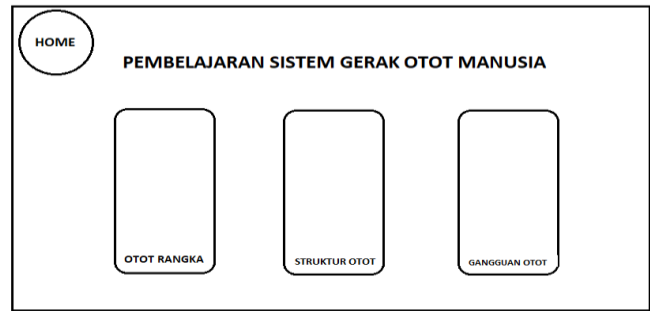 HOME
PEMBELAJARAN SISTEM GERAK OTOT MANUSIA
OTOT RANGKA
STRUKTUR OTOT
GANGGUAN OTOT